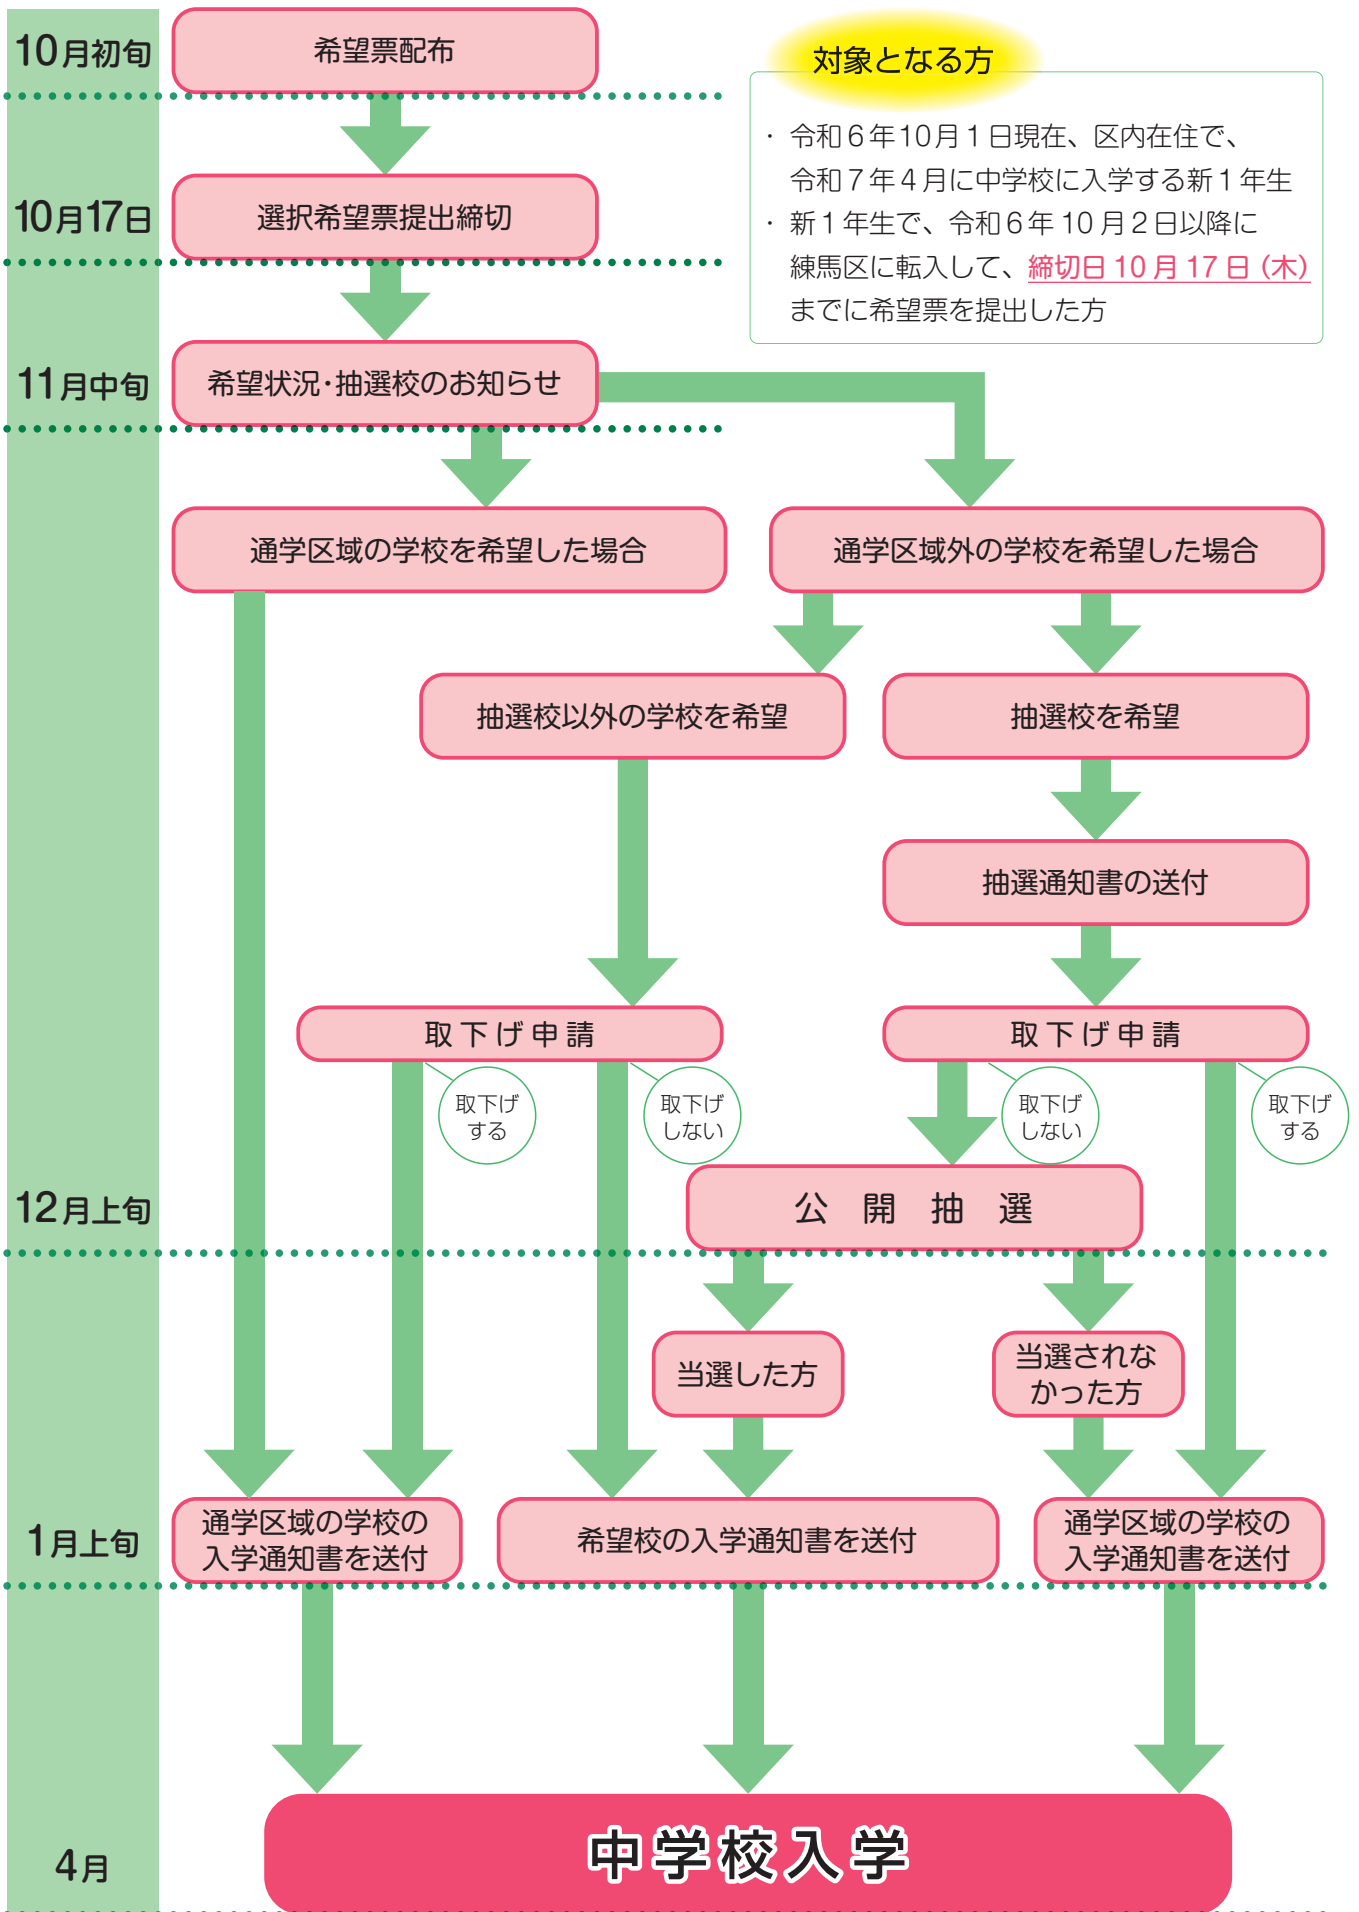 10月初旬
希望票配布
対象となる方
・ 令和6年10月1日現在、区内在住で、
令和7年4月に中学校に入学する新1年生
・ 新1年生で、令和6年10月2日以降に
練馬区に転入して、締切日10月17日(木)
までに希望票を提出した方
10月17日
選択希望票提出締切
11月中旬
希望状況・抽選校のお知らせ
通学区域の学校を希望した場合
通学区域外の学校を希望した場合
抽選校以外の学校を希望
抽選校を希望
抽選通知書の送付
取下げ申請
取下げ申請
取下げ
する
取下げ
しない
取下げ
しない
取下げ
する
12月上旬
公開抽選
当選した方
当選されな
かった方
1月上旬
通学区域の学校の
入学通知書を送付
希望校の入学通知書を送付
通学区域の学校の
入学通知書を送付
4月
中学校入学